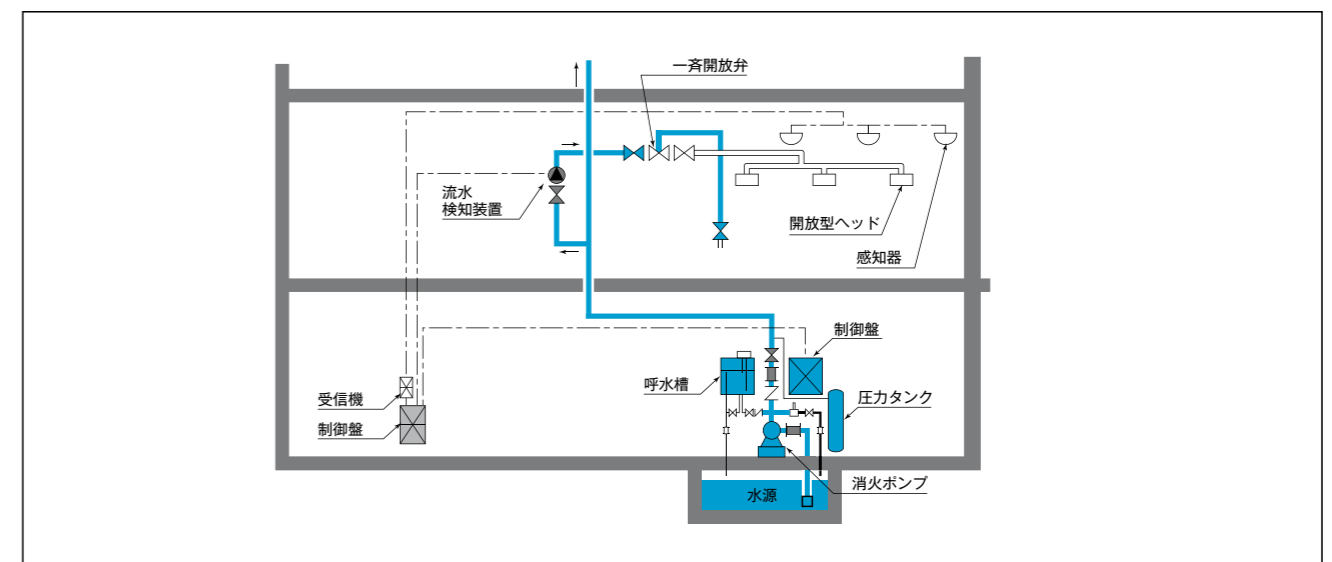 一斉開放弁
流水
検知装置
開放型ヘッド
感知器
制御盤
呼水槽
圧力タンク
受信機
制御盤
消火ポンプ
水源